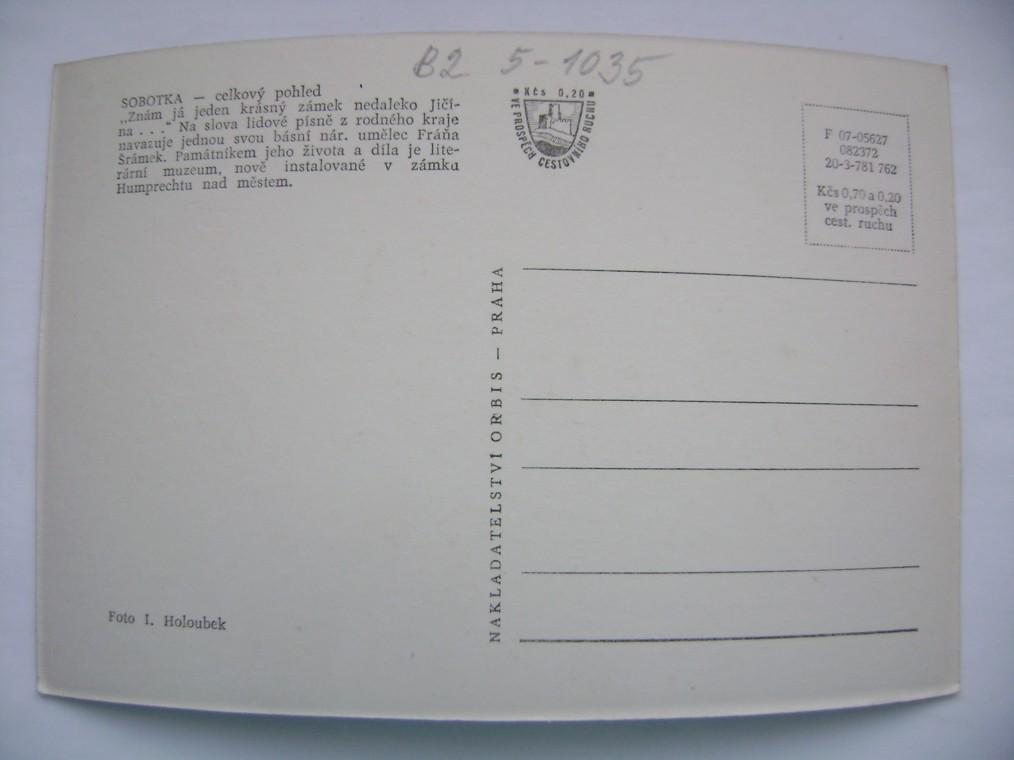 B2 5-1035
SOBOTKA — celkový pohled
„Znám já jeden krásný zámek nedaleko Jičí-
na . . .“ Na slova lidové písně z rodného kraje
navazuje jednou svou básní nár. umělec Fráňa
Šrámek. Památníkem jeho života a díla je lite-
rární muzeum, nově instalované v zámku
Humprechtu nad městem.
Foto I. Holoubek
NAKLADATELSTVÍ ORBIS — PRAHA
Kčs 0,20
VE PROSPĚCH CESTOVNÍHO RUCHU
F 07-05627
082372
20-3-781 762
Kčs 0,70 a 0,20
ve prospěch
cest. ruchu